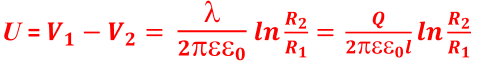 U = V₁ − V₂ = λ / 2πεε₀ ln R₂/R₁ = Q / 2πεε₀l ln R₂/R₁